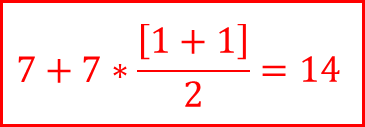 7 + 7 * [1 + 1] / 2 = 14